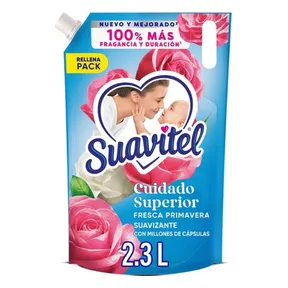 NUEVO Y MEJORADO
100% MÁS
FRAGANCIA Y DURACIÓN*
RELLENA
PACK
Suavitel
Cuidado
Superior
FRESCA PRIMAVERA
SUAVIZANTE
CON MILLONES DE CÁPSULAS
2.3 L